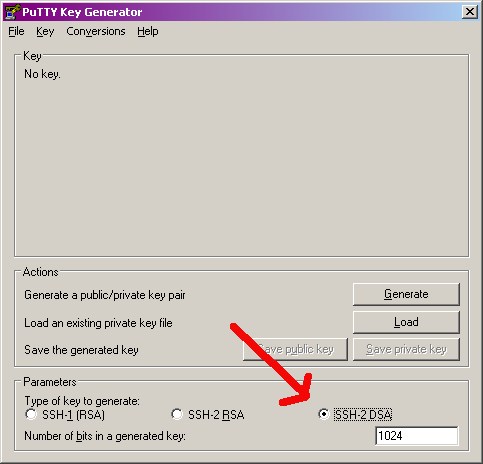 PuTTY Key Generator
File Key Conversions Help
Key
No key.
Actions
Generate a public/private key pair Generate
Load an existing private key file Load
Save the generated key Save public key Save private key
Parameters
Type of key to generate:
SSH-1 (RSA) SSH-2 RSA SSH-2 DSA
Number of bits in a generated key: 1024